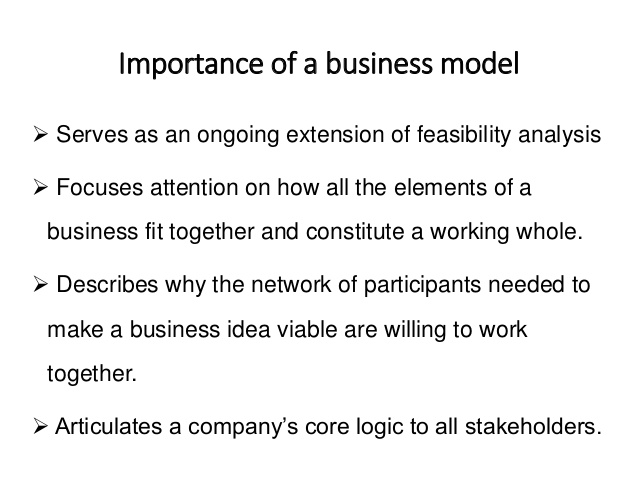 Importance of a business model
➢ Serves as an ongoing extension of feasibility analysis
➢ Focuses attention on how all the elements of a
business fit together and constitute a working whole.
➢ Describes why the network of participants needed to
make a business idea viable are willing to work
together.
➢ Articulates a company’s core logic to all stakeholders.